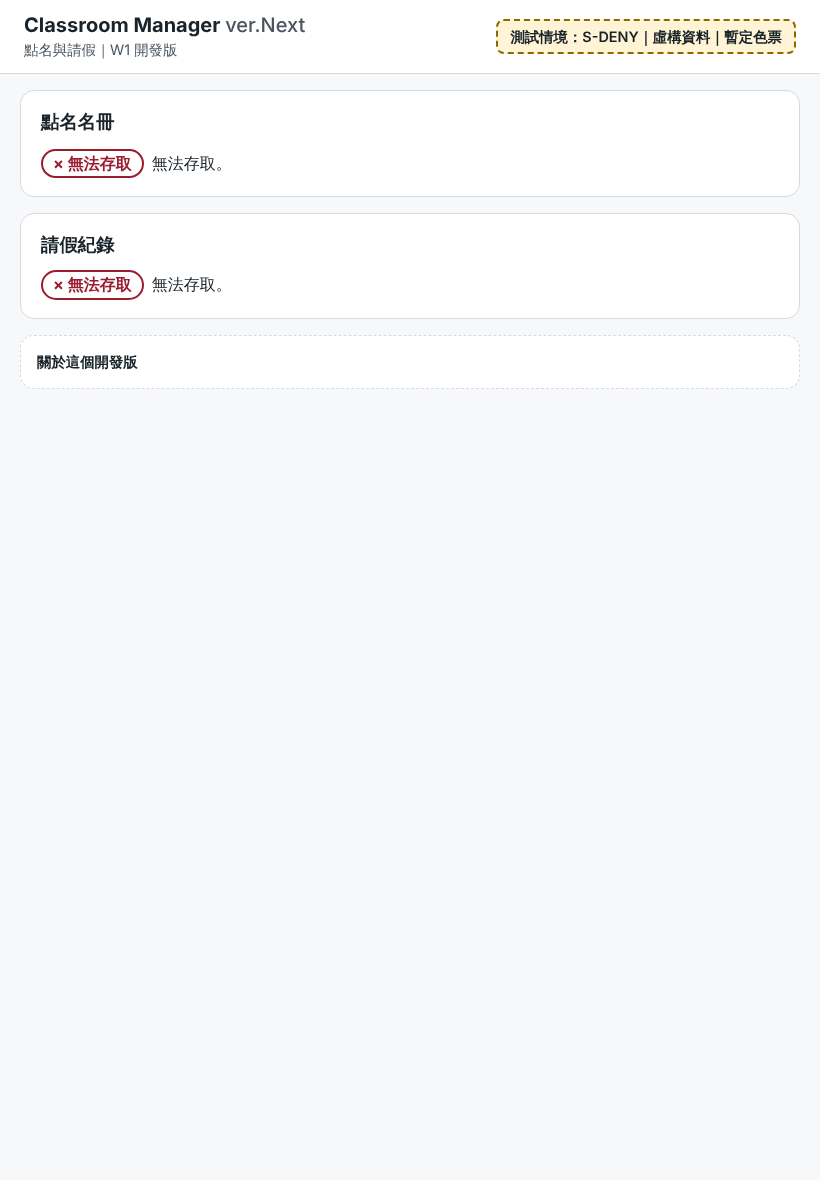 Classroom Manager ver.Next
點名與請假｜W1 開發版
測試情境：S-DENY｜虛構資料｜暫定色票
點名名冊
× 無法存取 無法存取。
請假紀錄
× 無法存取 無法存取。
關於這個開發版